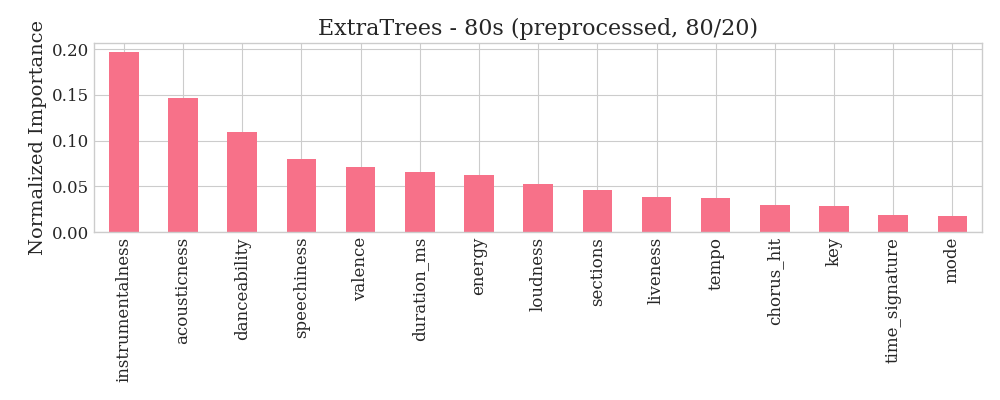 ExtraTrees - 80s (preprocessed, 80/20)
Normalized Importance
0.20
0.15
0.10
0.05
0.00
instrumentalness
acousticness
danceability
speechiness
valence
duration_ms
energy
loudness
sections
liveness
tempo
chorus_hit
key
time_signature
mode